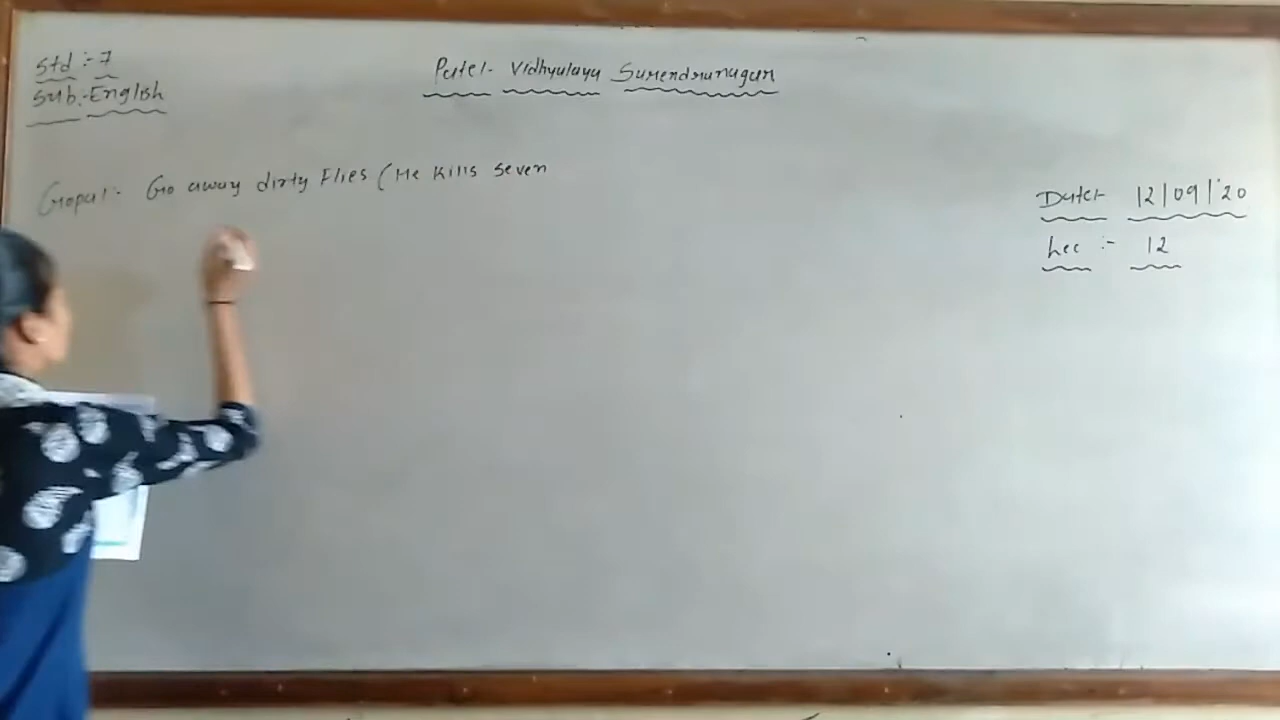 Std :- 7
Sub.-English
Patel- Vidhyalaya Surendranagar
Gopal:- Go away dirty Flies (He kills seven
Date:- 12/09/'20
Lec :- 12